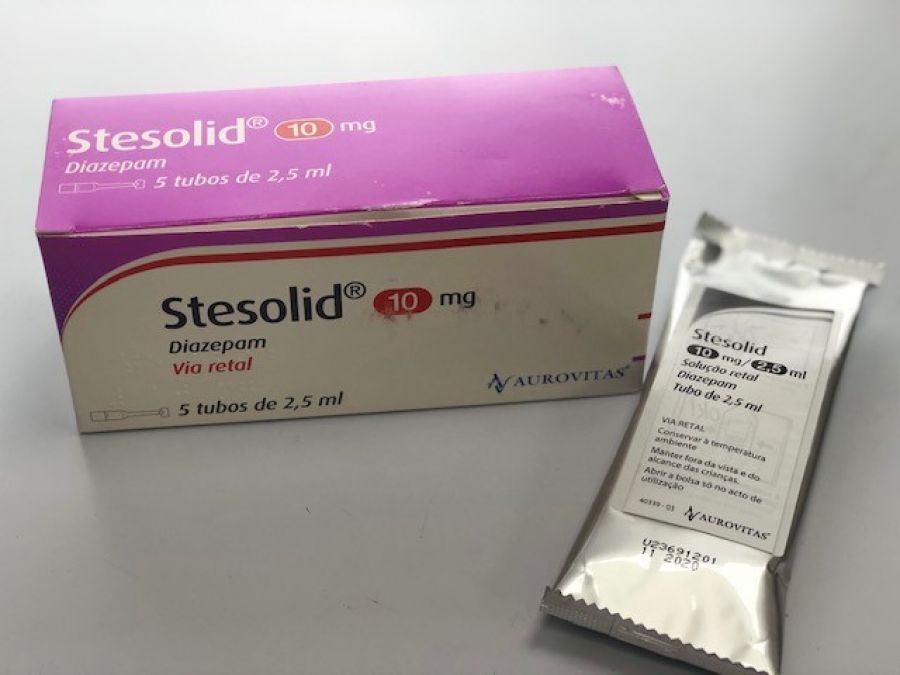 Stesolid® 10 mg
Diazepam
5 tubos de 2,5 ml
Stesolid® 10 mg
Diazepam
Via retal
AUROVITAS®
5 tubos de 2,5 ml
Stesolid
10 mg/ 2,5 ml
Solução retal
Diazepam
Tubo de 2,5 ml
VIA RETAL
Conservar à temperatura
ambiente
Manter fora da vista e do
alcance das crianças.
Abrir a bolsa só no acto de
utilização
40339 - 03
AUROVITAS®
U23691201
11 2020